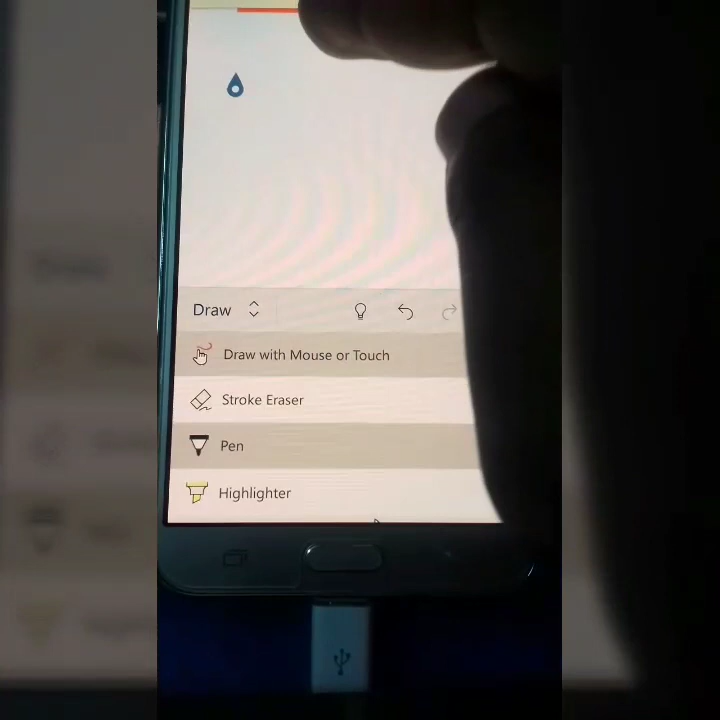 Draw
Draw with Mouse or Touch
Stroke Eraser
Pen
Highlighter